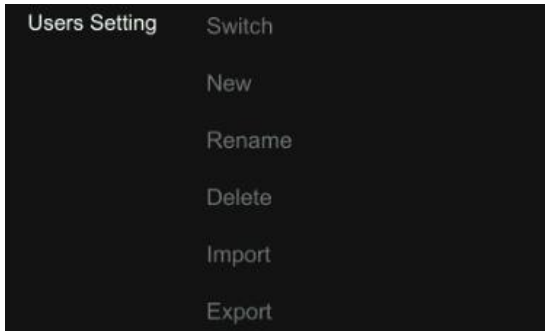 Users Setting Switch
New
Rename
Delete
Import
Export